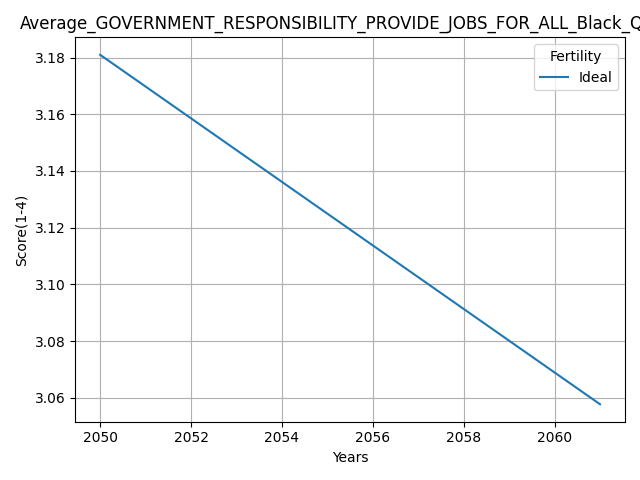 Average_GOVERNMENT_RESPONSIBILITY_PROVIDE_JOBS_FOR_ALL_Black_Q
Fertility
Ideal
3.18
3.16
3.14
3.12
3.10
3.08
3.06
Score(1-4)
2050 2052 2054 2056 2058 2060
Years